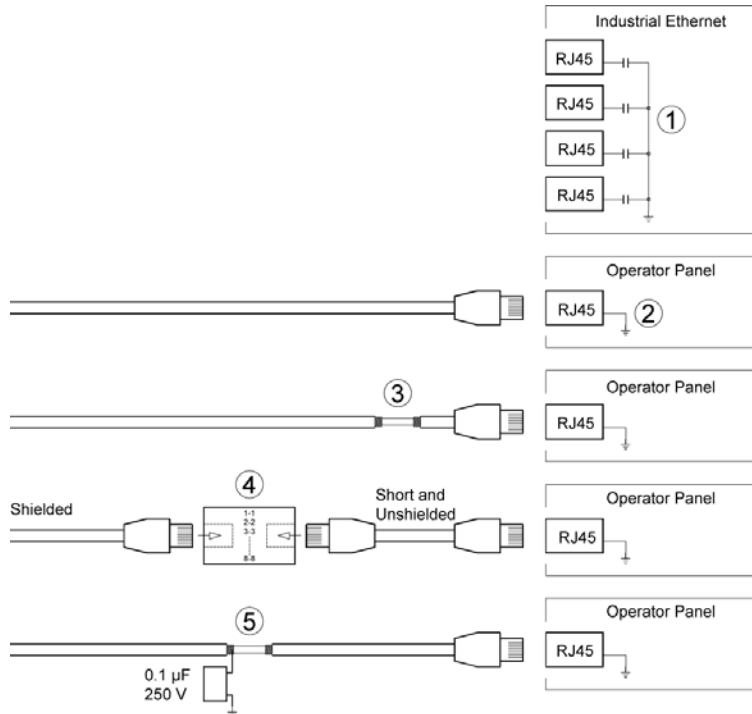 Industrial Ethernet
RJ45
RJ45
①
RJ45
RJ45
Operator Panel
RJ45
②
③
Operator Panel
RJ45
④
Operator Panel
Shielded
Short and
Unshielded
1-1
2-2
3-3
8-8
RJ45
⑤
Operator Panel
RJ45
0.1 µF
250 V